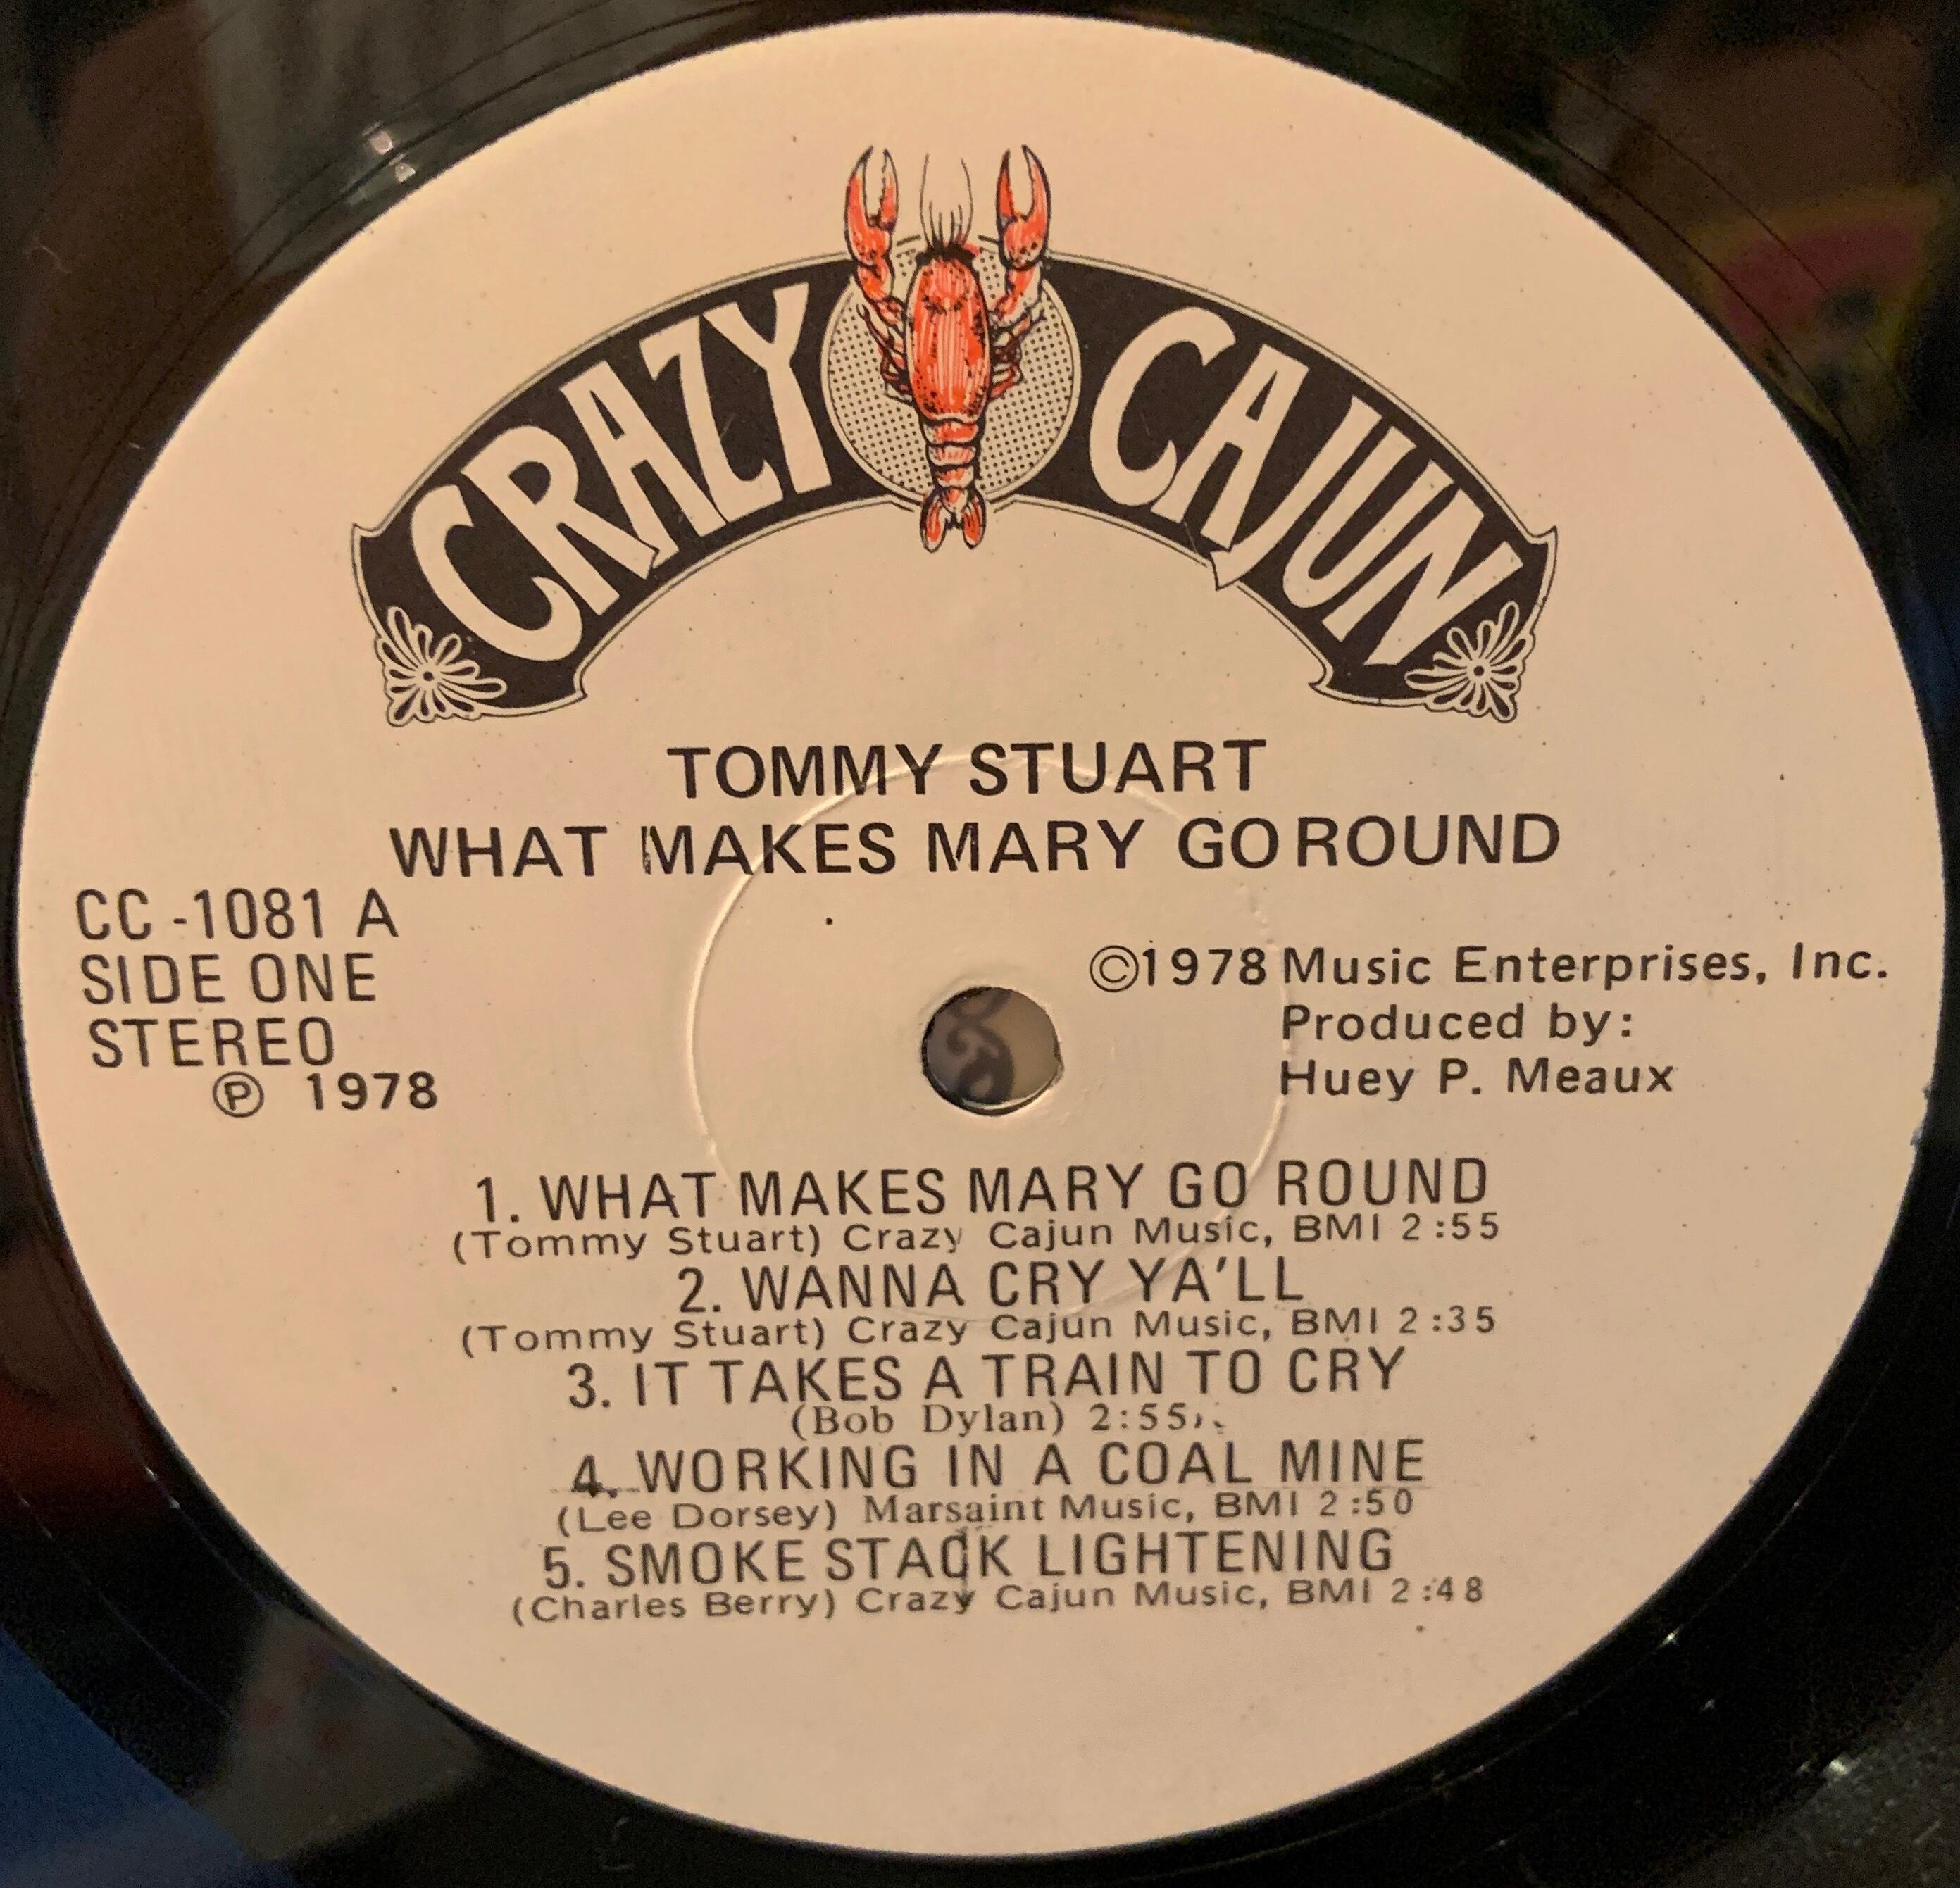 CRAZY CAJUN
TOMMY STUART
WHAT MAKES MARY GO ROUND
CC-1081 A
SIDE ONE
STEREO
Ⓟ 1978
©1978 Music Enterprises, Inc.
Produced by:
Huey P. Meaux
1. WHAT MAKES MARY GO ROUND
(Tommy Stuart) Crazy Cajun Music, BMI 2:55
2. WANNA CRY YA'LL
(Tommy Stuart) Crazy Cajun Music, BMI 2:35
3. IT TAKES A TRAIN TO CRY
(Bob Dylan) 2:55
4. WORKING IN A COAL MINE
(Lee Dorsey) Marsaint Music, BMI 2:50
5. SMOKE STACK LIGHTENING
(Charles Berry) Crazy Cajun Music, BMI 2:48